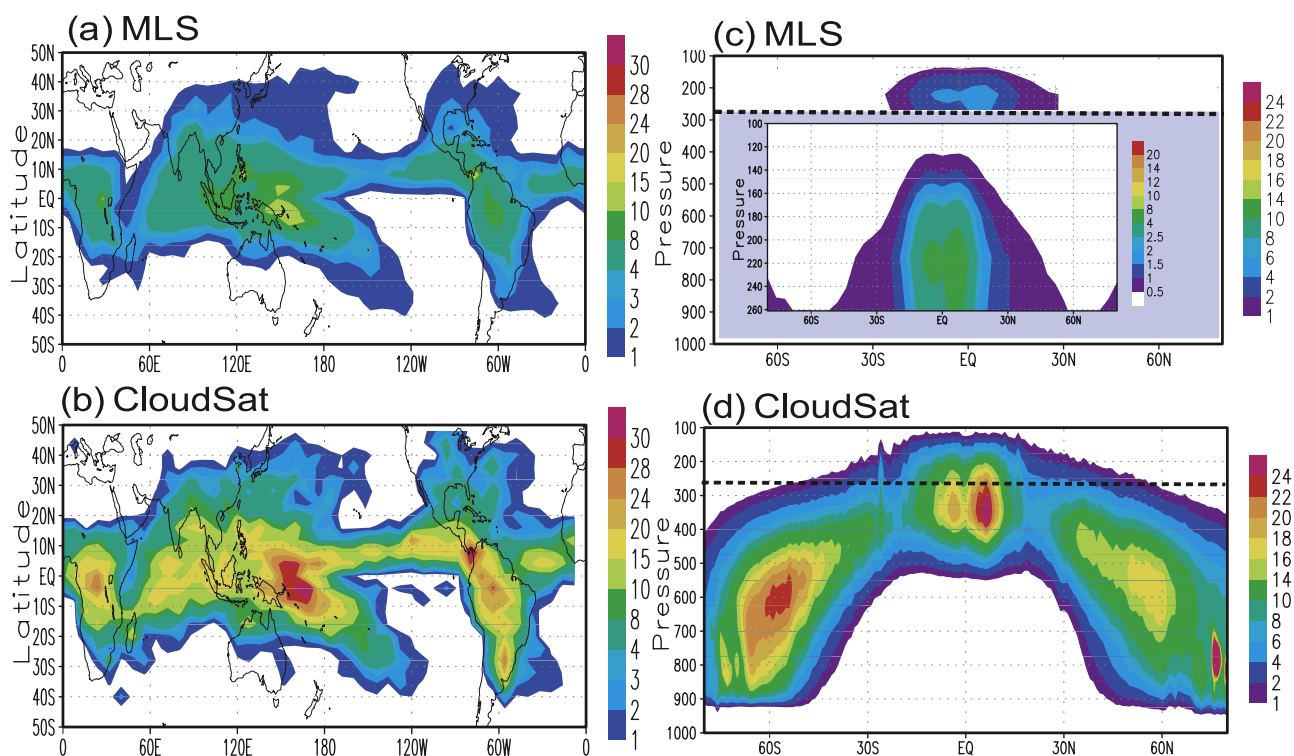 (a) MLS
50N
40N
30N
20N
10N
EQ
10S
20S
30S
40S
50S
Latitude
0 60E 120E 180 120W 60W 0
30
28
24
20
15
10
8
4
3
2
1
(b) CloudSat
50N
40N
30N
20N
10N
EQ
10S
20S
30S
40S
50S
Latitude
0 60E 120E 180 120W 60W 0
30
28
24
20
15
10
8
4
3
2
1
(c) MLS
100
200
300
400
500
600
700
800
900
1000
Pressure
60S 30S EQ 30N 60N
100
120
140
160
180
200
220
240
260
Pressure
60S 30S EQ 30N 60N
20
14
12
8
4
2.5
1.5
1
0.5
24
22
20
18
16
14
10
8
6
4
2
1
(d) CloudSat
100
200
300
400
500
600
700
800
900
1000
Pressure
60S 30S EQ 30N 60N
24
22
20
18
16
14
10
8
6
4
2
1